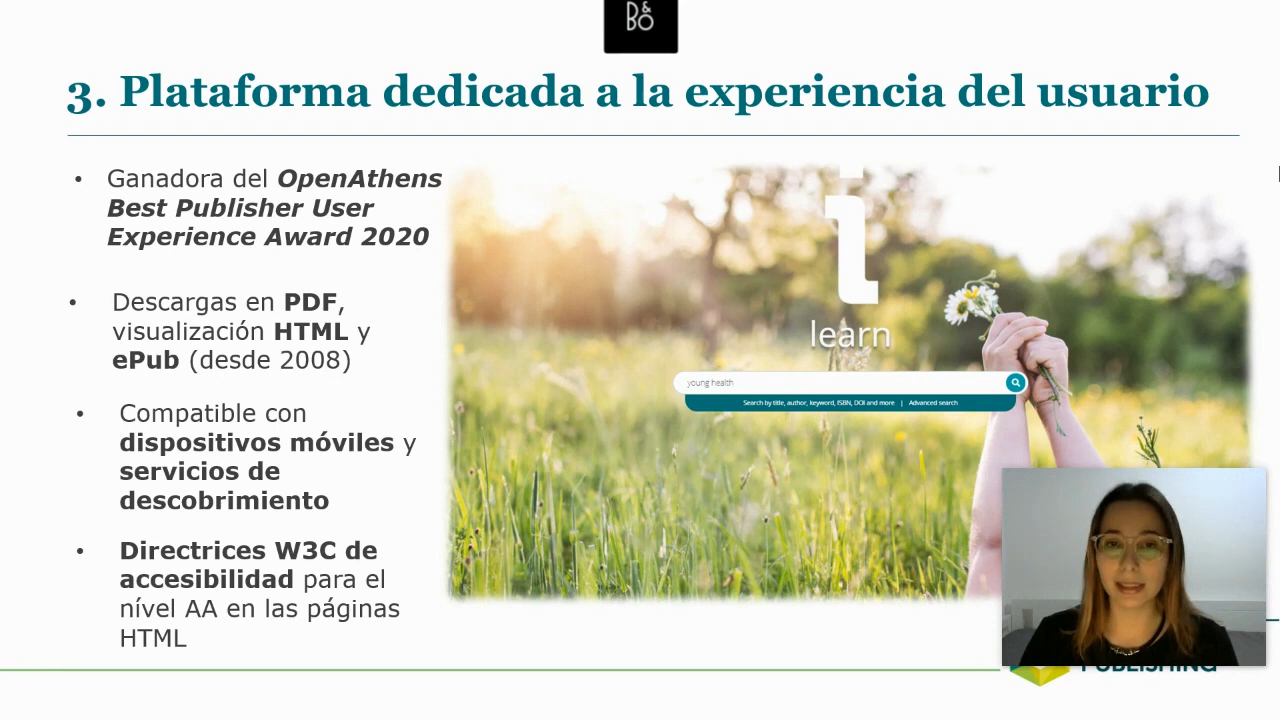 D&
BO
3. Plataforma dedicada a la experiencia del usuario
• Ganadora del OpenAthens
Best Publisher User
Experience Award 2020
• Descargas en PDF,
visualización HTML y
ePub (desde 2008)
• Compatible con
dispositivos móviles y
servicios de
descobrimiento
• Directrices W3C de
accesibilidad para el
nível AA en las páginas
HTML
i
learn
young health
Search by title, author, keyword, ISBN, DOI and more | Advanced search
PUBLISHING